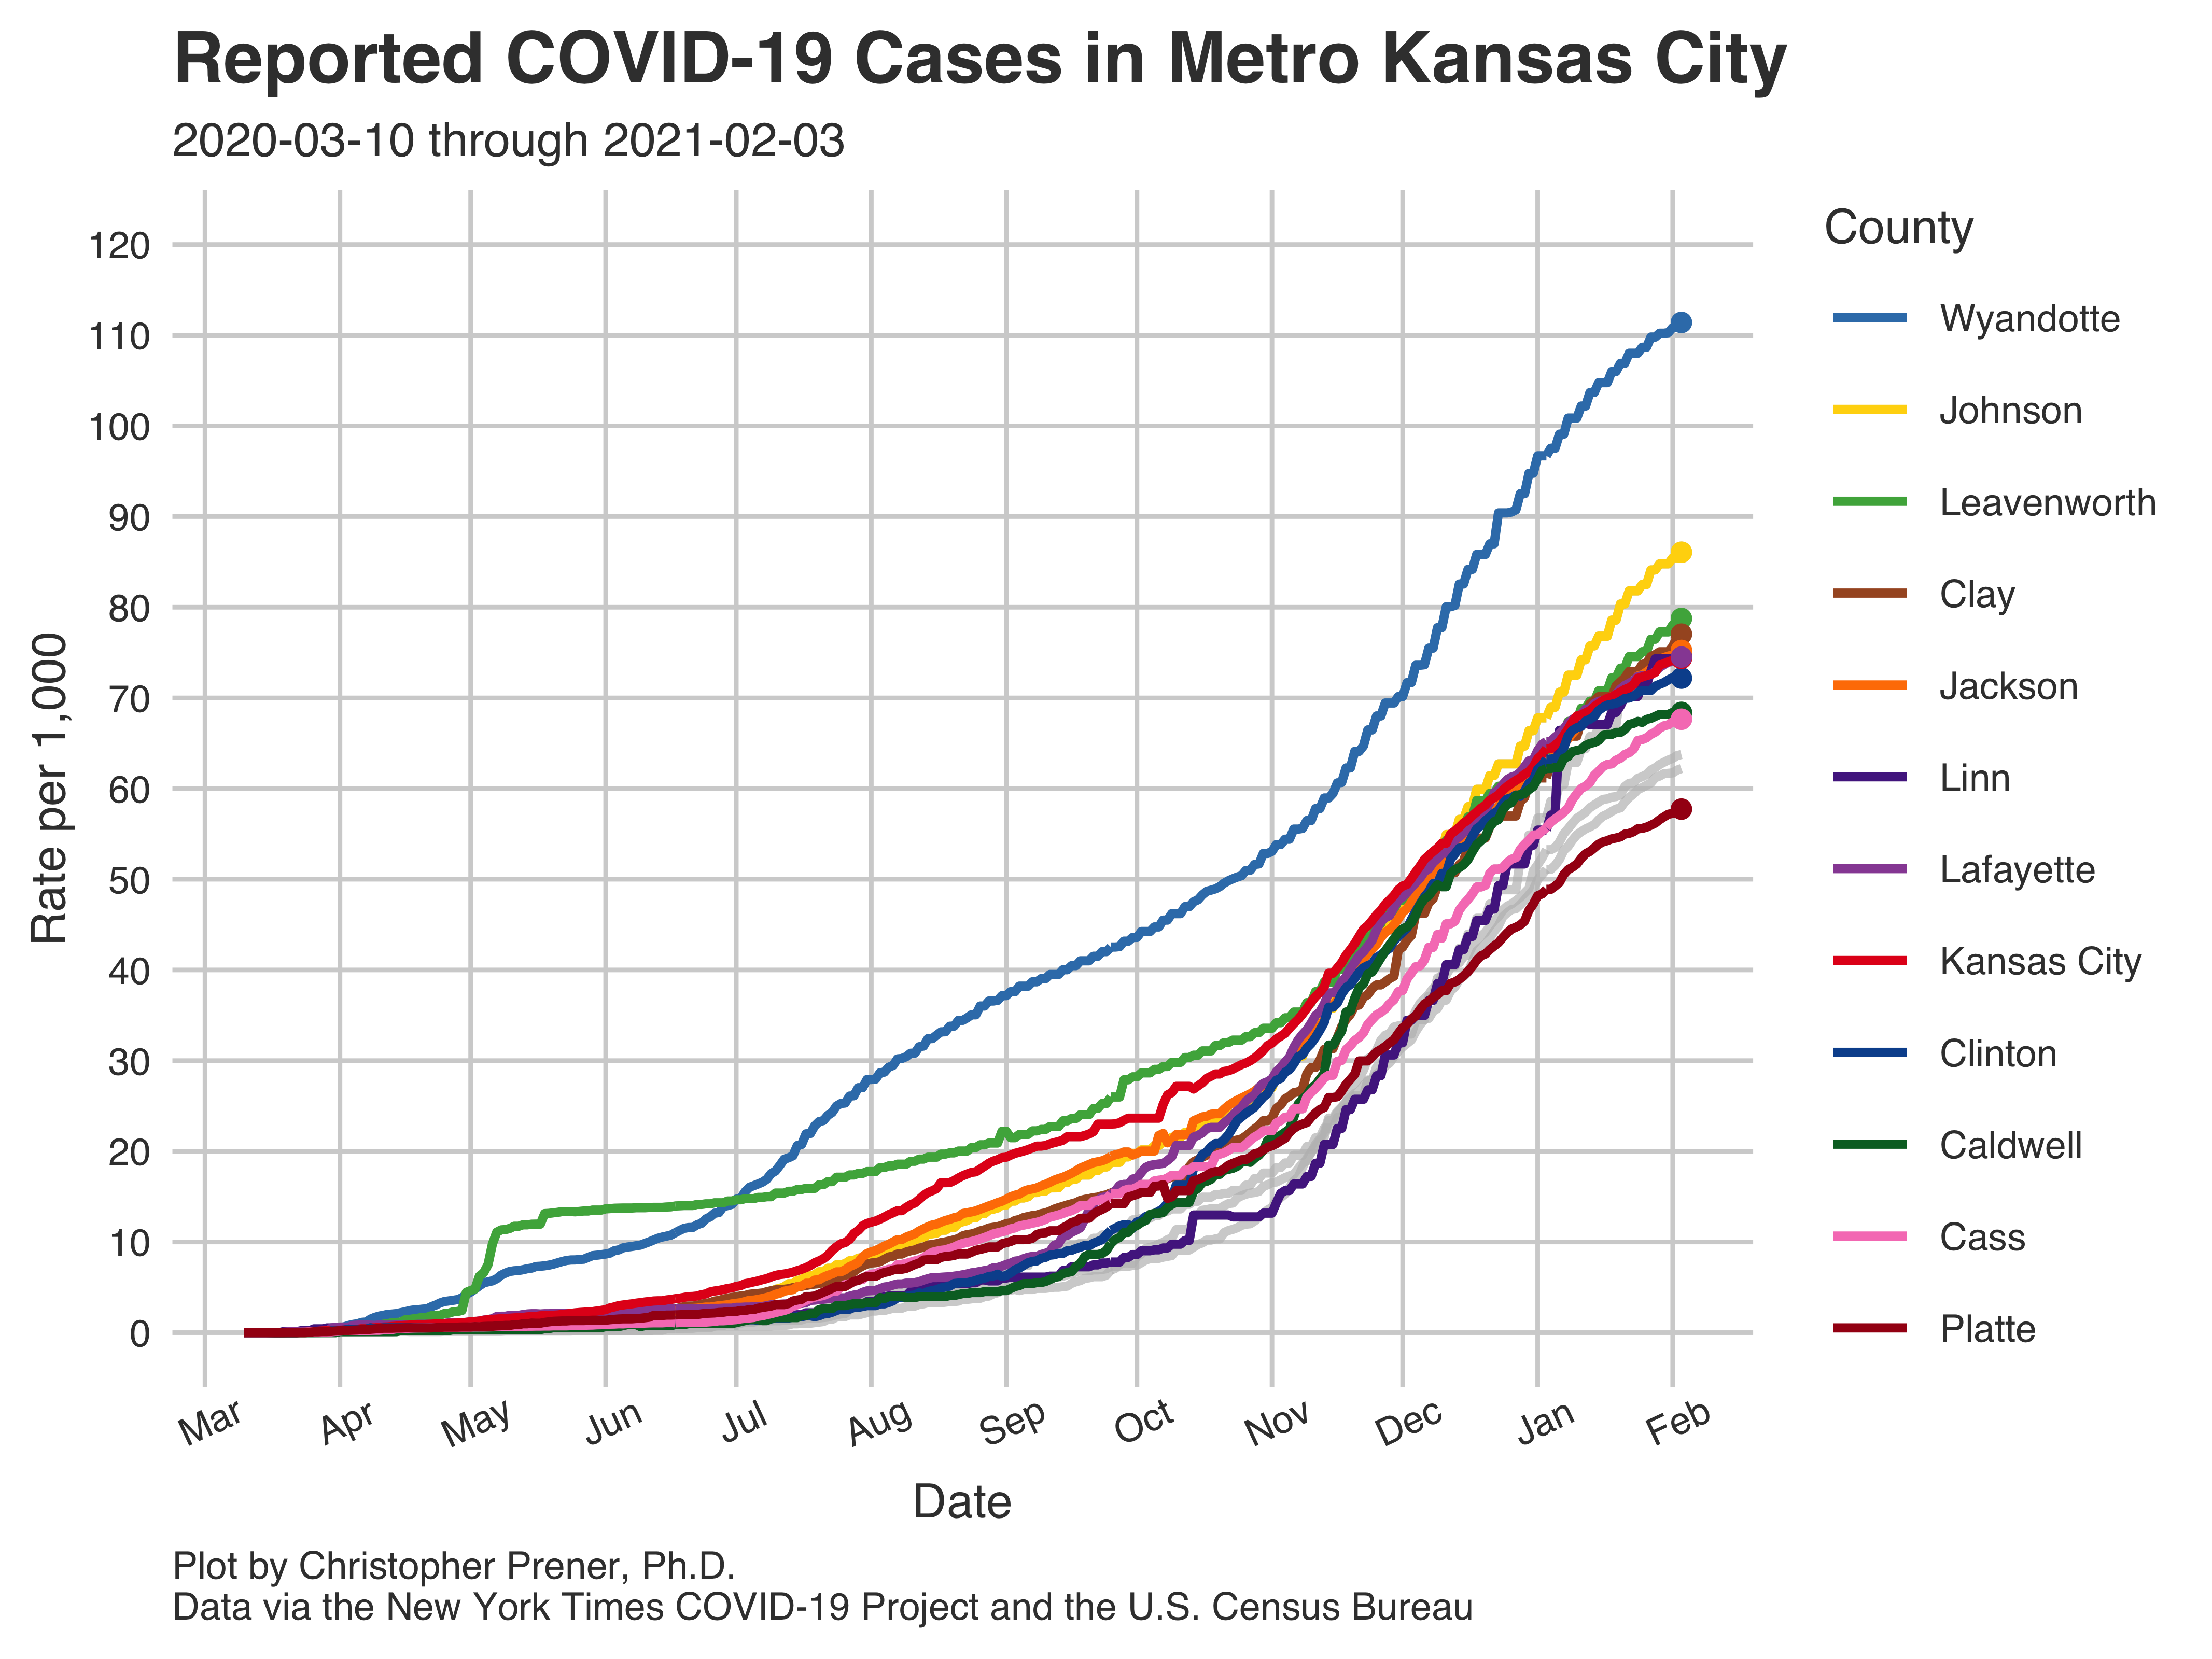 Reported COVID-19 Cases in Metro Kansas City
2020-03-10 through 2021-02-03
120
110
100
90
80
70
60
50
40
30
20
10
0
Rate per 1,000
Mar Apr May Jun Jul Aug Sep Oct Nov Dec Jan Feb
Date
County
Wyandotte
Johnson
Leavenworth
Clay
Jackson
Linn
Lafayette
Kansas City
Clinton
Caldwell
Cass
Platte
Plot by Christopher Prener, Ph.D.
Data via the New York Times COVID-19 Project and the U.S. Census Bureau